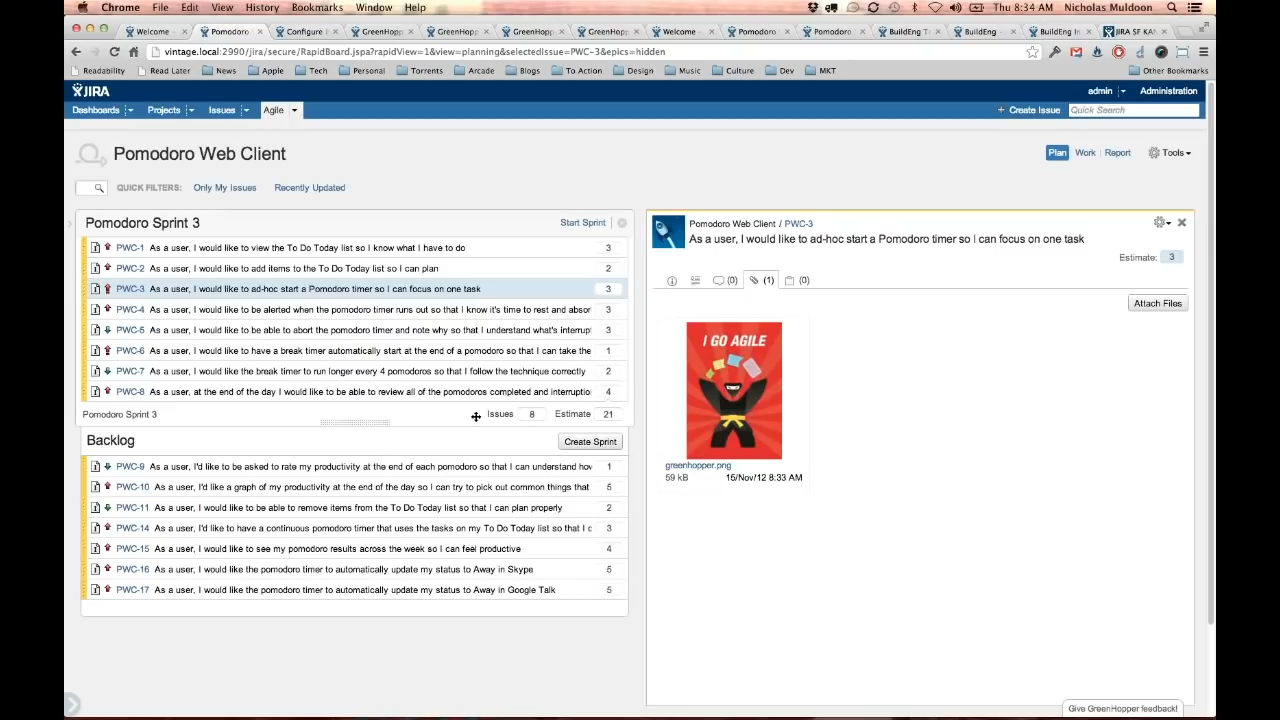 Chrome File Edit View History Bookmarks Window Help Thu 8:34 AM Nicholas Muldoon
Welcome - Pomodoro Configure GreenHopp GreenHopp GreenHopp GreenHopp Welcome - Pomodoro Pomodoro BuildEng T BuildEng - BuildEng In JIRA SF KAN
vintage.local:2990/jira/secure/RapidBoard.jspa?rapidView=1&view=planning&selectedIssue=PWC-3&epics=hidden
Readability Read Later News Apple Tech Personal Torrents Arcade Blogs To Action Design Music Culture Dev MKT Other Bookmarks
JIRA admin Administration
Dashboards Projects Issues Agile + Create Issue Quick Search
Pomodoro Web Client Plan Work Report Tools
QUICK FILTERS: Only My Issues Recently Updated
Pomodoro Sprint 3 Start Sprint
PWC-1 As a user, I would like to view the To Do Today list so I know what I have to do 3
PWC-2 As a user, I would like to add items to the To Do Today list so I can plan 2
PWC-3 As a user, I would like to ad-hoc start a Pomodoro timer so I can focus on one task 3
PWC-4 As a user, I would like to be alerted when the pomodoro timer runs out so that I know it's time to rest and absor 3
PWC-5 As a user, I would like to be able to abort the pomodoro timer and note why so that I understand what's interrup 3
PWC-6 As a user, I would like to have a break timer automatically start at the end of a pomodoro so that I can take the 1
PWC-7 As a user, I would like the break timer to run longer every 4 pomodoros so that I follow the technique correctly 2
PWC-8 As a user, at the end of the day I would like to be able to review all of the pomodoros completed and interruptio 4
Pomodoro Sprint 3 Issues 8 Estimate 21
Backlog Create Sprint
PWC-9 As a user, I'd like to be asked to rate my productivity at the end of each pomodoro so that I can understand how 1
PWC-10 As a user, I'd like a graph of my productivity at the end of the day so I can try to pick out common things that 5
PWC-11 As a user, I would like to be able to remove items from the To Do Today list so that I can plan properly 2
PWC-14 As a user, I'd like to have a continuous pomodoro timer that uses the tasks on my To Do Today list so that I c 3
PWC-15 As a user, I would like to see my pomodoro results across the week so I can feel productive 4
PWC-16 As a user, I would like the pomodoro timer to automatically update my status to Away in Skype 5
PWC-17 As a user, I would like the pomodoro timer to automatically update my status to Away in Google Talk 5
Pomodoro Web Client / PWC-3
As a user, I would like to ad-hoc start a Pomodoro timer so I can focus on one task
Estimate: 3
(0) (1) (0)
Attach Files
I GO AGILE
greenhopper.png
59 kB 15/Nov/12 8:33 AM
Give GreenHopper feedback!